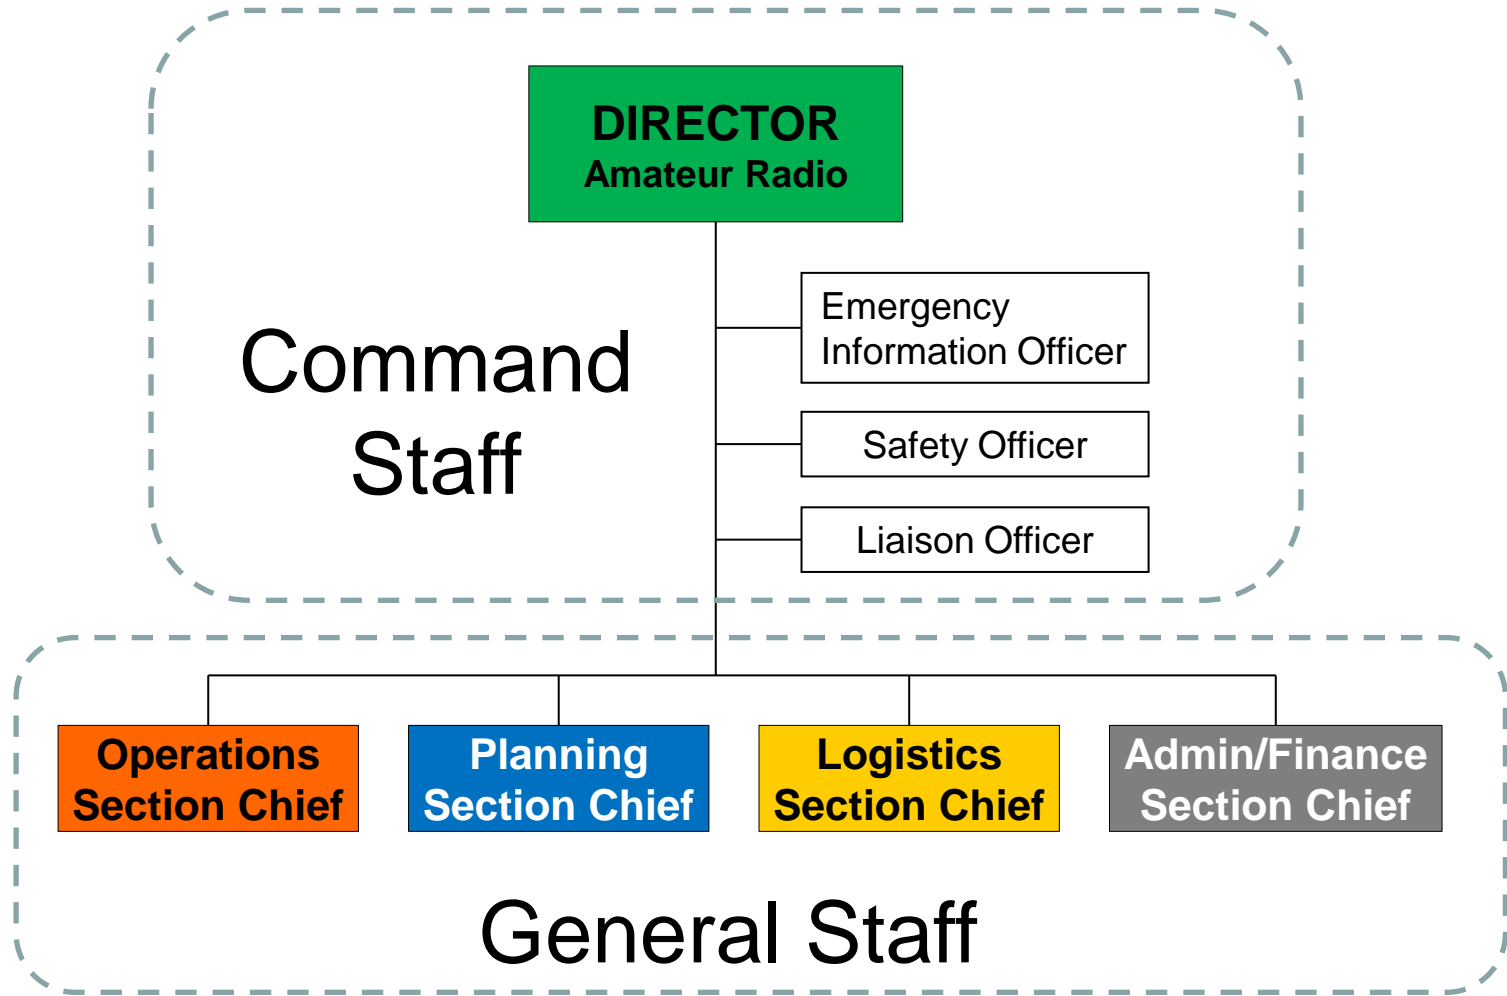 DIRECTOR
Amateur Radio
Emergency
Information Officer
Command
Staff
Safety Officer
Liaison Officer
Operations
Section Chief
Planning
Section Chief
Logistics
Section Chief
Admin/Finance
Section Chief
General Staff